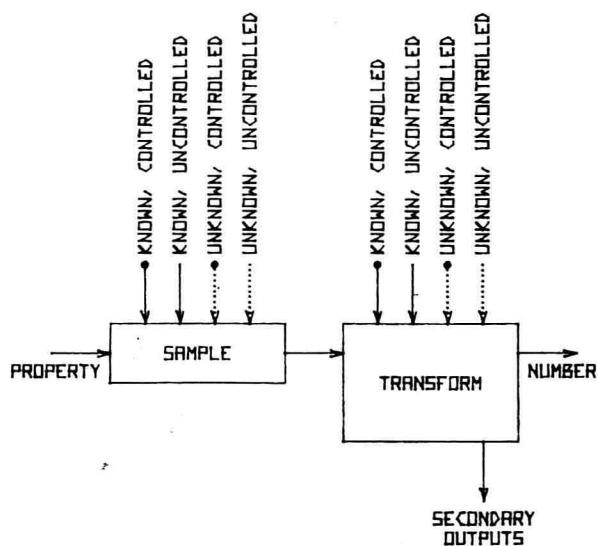 KNOWN, CONTROLLED
KNOWN, UNCONTROLLED
UNKNOWN, CONTROLLED
UNKNOWN, UNCONTROLLED
KNOWN, CONTROLLED
KNOWN, UNCONTROLLED
UNKNOWN, CONTROLLED
UNKNOWN, UNCONTROLLED
PROPERTY
SAMPLE
TRANSFORM
NUMBER
SECONDARY
OUTPUTS